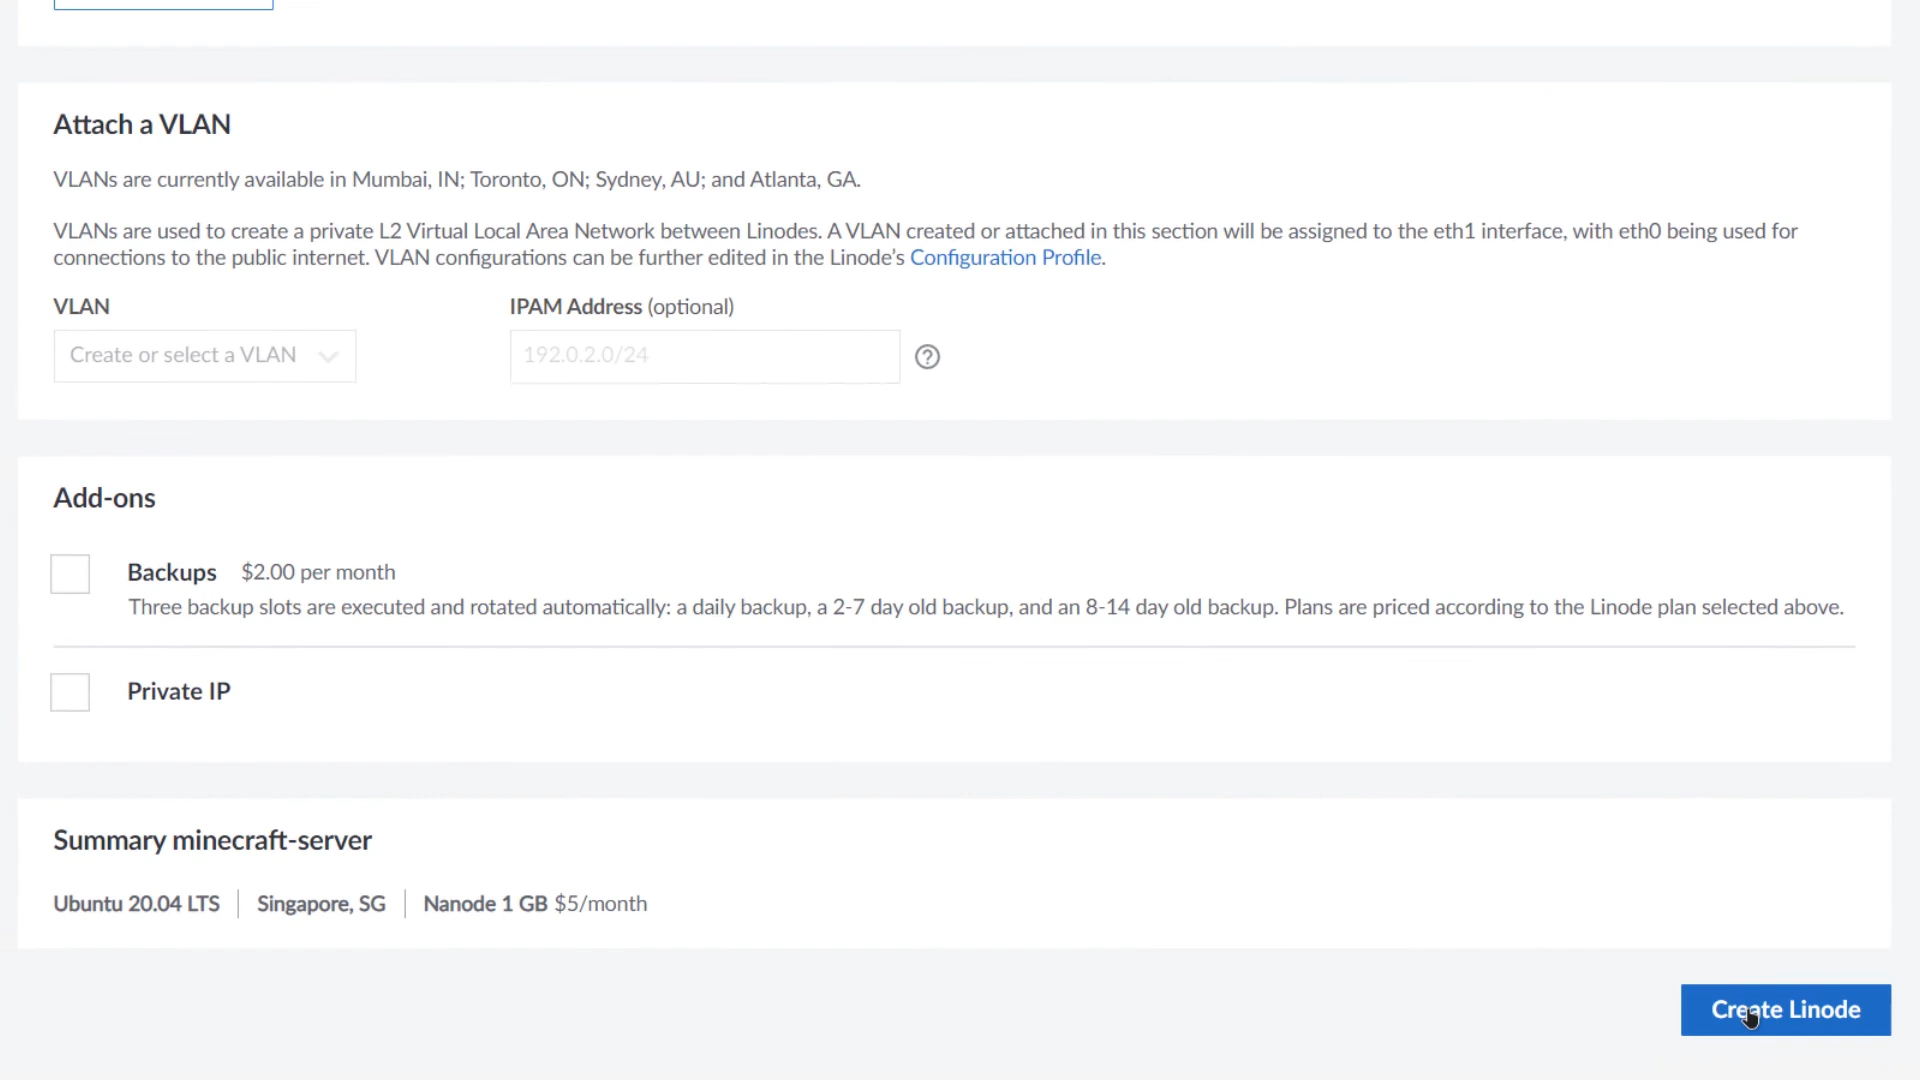 Attach a VLAN
VLANs are currently available in Mumbai, IN; Toronto, ON; Sydney, AU; and Atlanta, GA.
VLANs are used to create a private L2 Virtual Local Area Network between Linodes. A VLAN created or attached in this section will be assigned to the eth1 interface, with eth0 being used for
connections to the public internet. VLAN configurations can be further edited in the Linode's Configuration Profile.
VLAN
IPAM Address (optional)
Create or select a VLAN
192.0.2.0/24
Add-ons
Backups $2.00 per month
Three backup slots are executed and rotated automatically: a daily backup, a 2-7 day old backup, and an 8-14 day old backup. Plans are priced according to the Linode plan selected above.
Private IP
Summary minecraft-server
Ubuntu 20.04 LTS
Singapore, SG
Nanode 1 GB $5/month
Create Linode